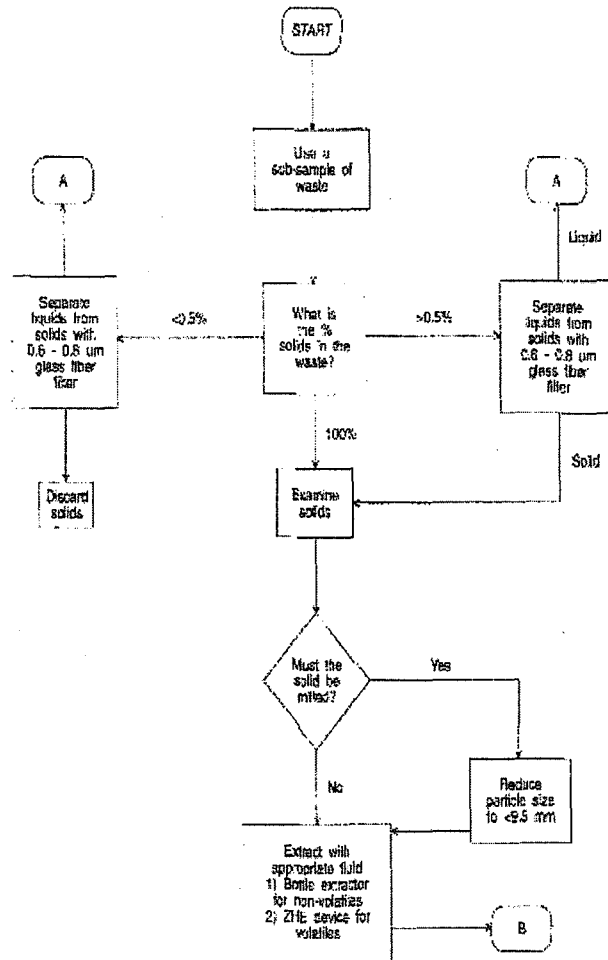 START
Use a
sub-sample of
waste
A
A
Liquid
Separate
liquids from
solids with
0.6 - 0.8 um
glass fiber
filter
<0.5%
What is
the %
solids in the
waste?
>0.5%
Separate
liquids from
solids with
0.6 - 0.8 um
glass fiber
filter
100%
Solid
Discard
solids
Examine
solids
Must the
solid be
milled?
Yes
No
Reduce
particle size
to <9.5 mm
Extract with
appropriate fluid
1) Bottle extractor
for non-volatiles
2) ZHE device for
volatiles
B